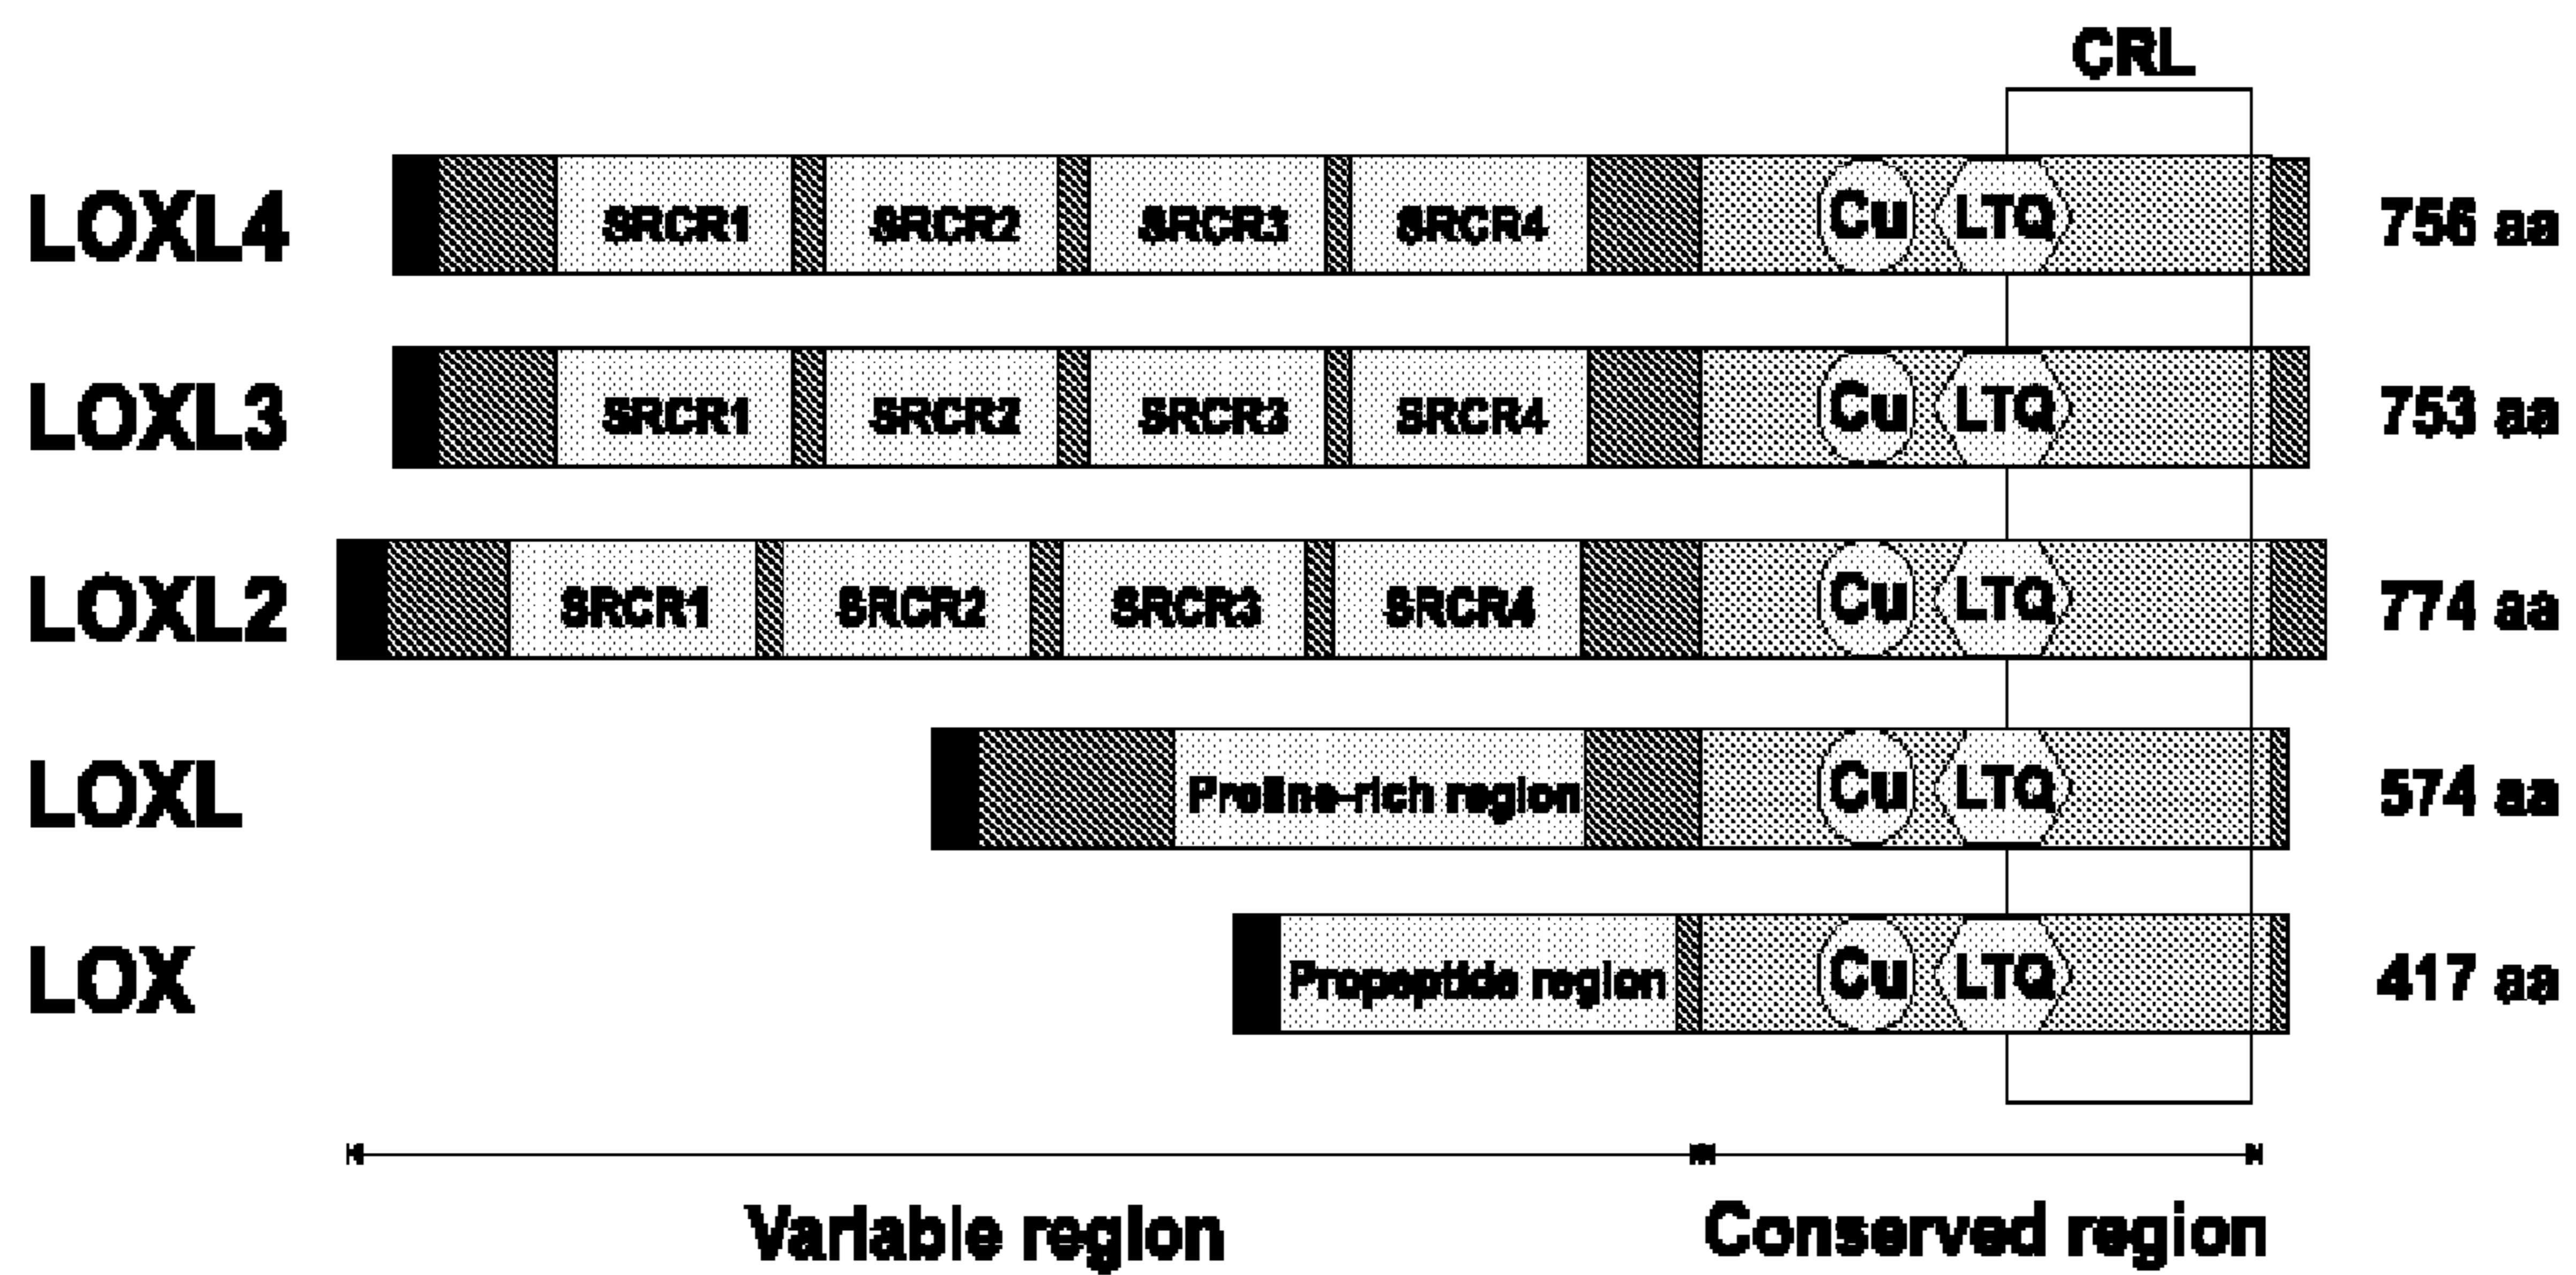 CRL
LOXL4 SRCR1 SRCR2 SRCR3 SRCR4 Cu LTQ 756 aa
LOXL3 SRCR1 SRCR2 SRCR3 SRCR4 Cu LTQ 753 aa
LOXL2 SRCR1 SRCR2 SRCR3 SRCR4 Cu LTQ 774 aa
LOXL Proline-rich region Cu LTQ 574 aa
LOX Propeptide region Cu LTQ 417 aa
Variable region Conserved region